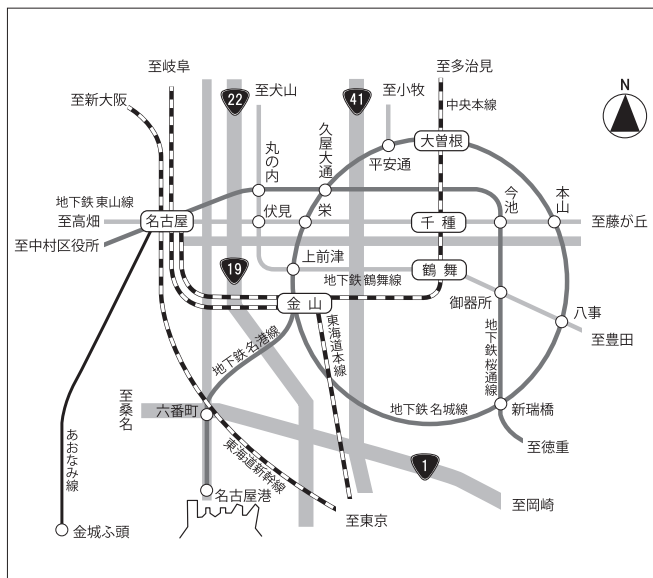 至岐阜
至多治見
至新大阪
22
至犬山
41
至小牧
中央本線
N
丸の内
久屋大通
平安通
大曽根
今池
本山
地下鉄東山線
至高畑
名古屋
伏見
栄
千種
至藤が丘
至中村区役所
19
上前津
地下鉄鶴舞線
鶴舞
御器所
八事
金山
東海道本線
至豊田
地下鉄名港線
地下鉄桜通線
至桑名
六番町
地下鉄名城線
新瑞橋
あおなみ線
東海道新幹線
1
至徳重
名古屋港
至岡崎
至東京
金城ふ頭